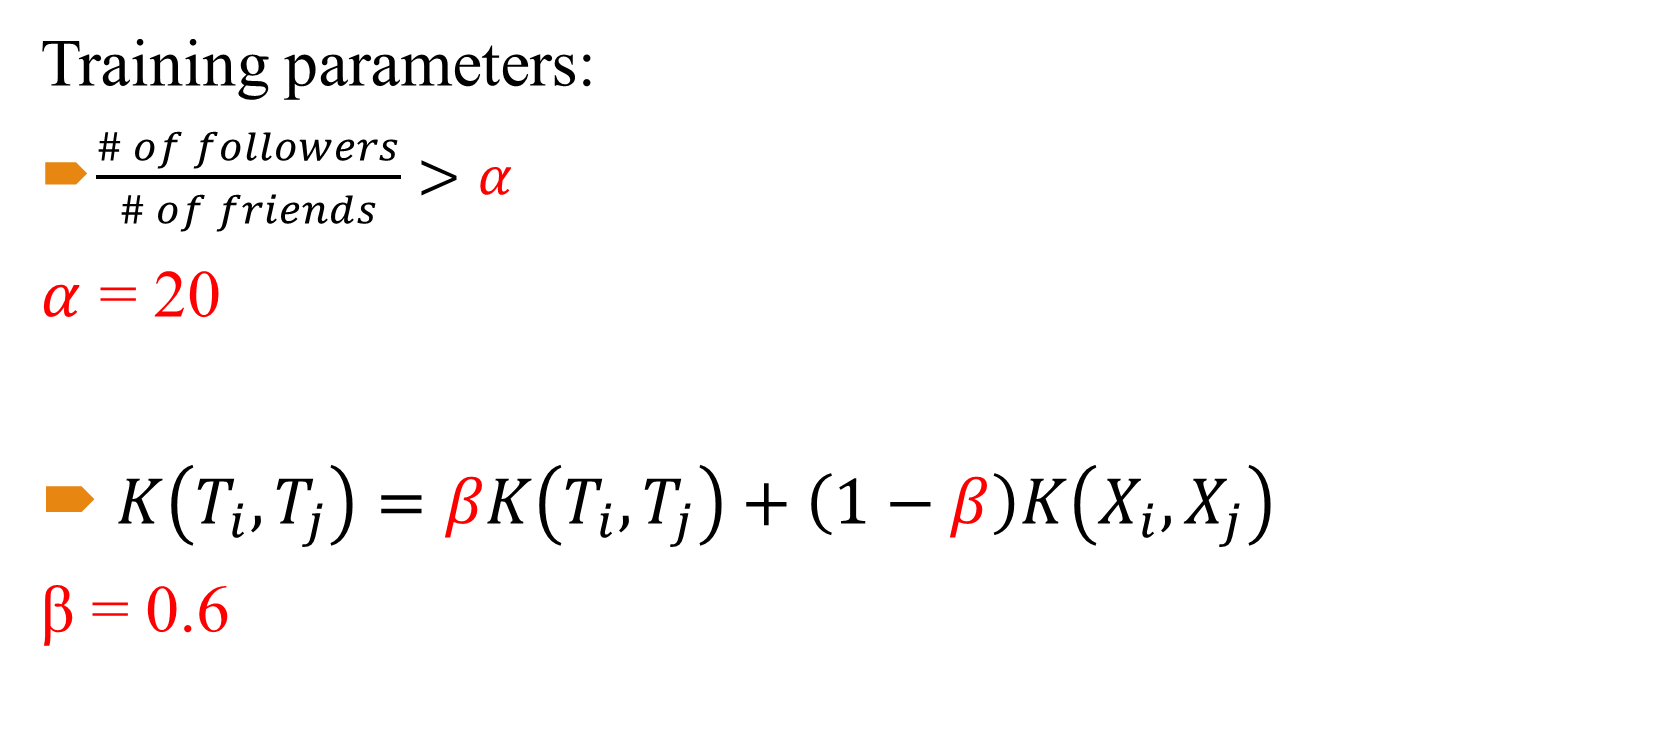 Training parameters:
# of followers
# of friends
> α
α = 20
K(Tᵢ, Tⱼ) = βK(Tᵢ, Tⱼ) + (1 − β)K(Xᵢ, Xⱼ)
β = 0.6